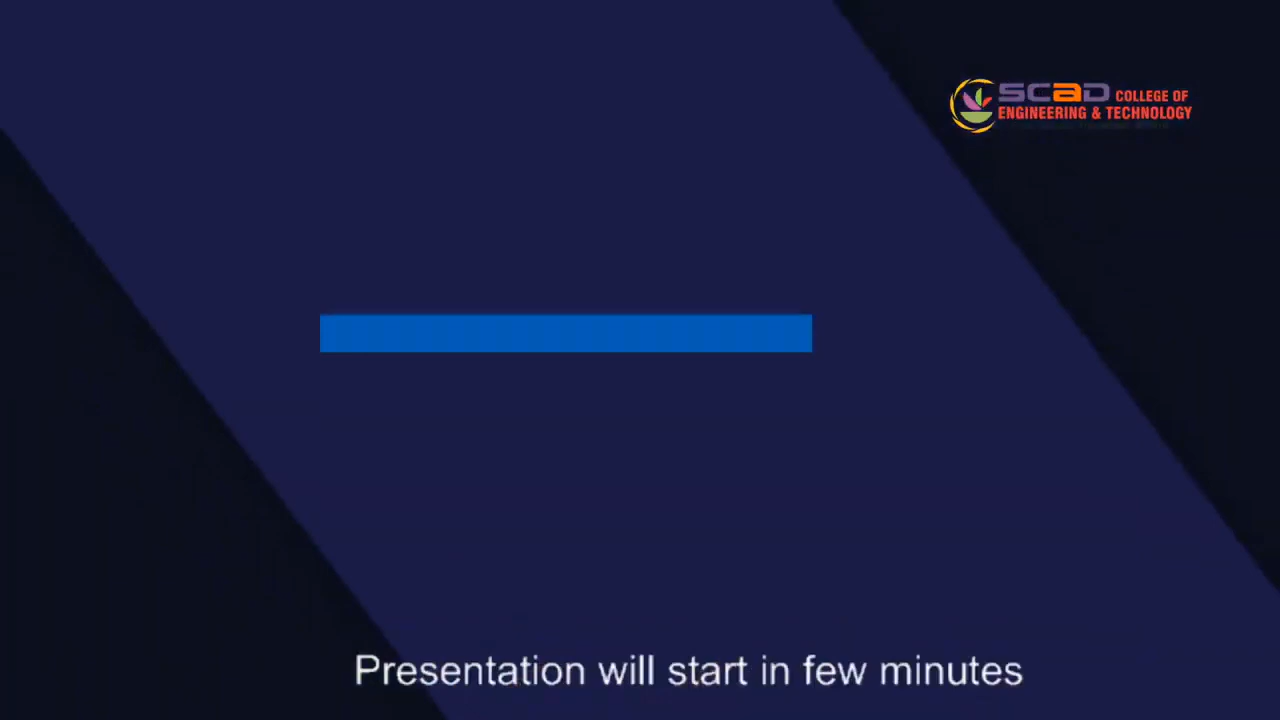 SCAD COLLEGE OF
ENGINEERING & TECHNOLOGY
Presentation will start in few minutes